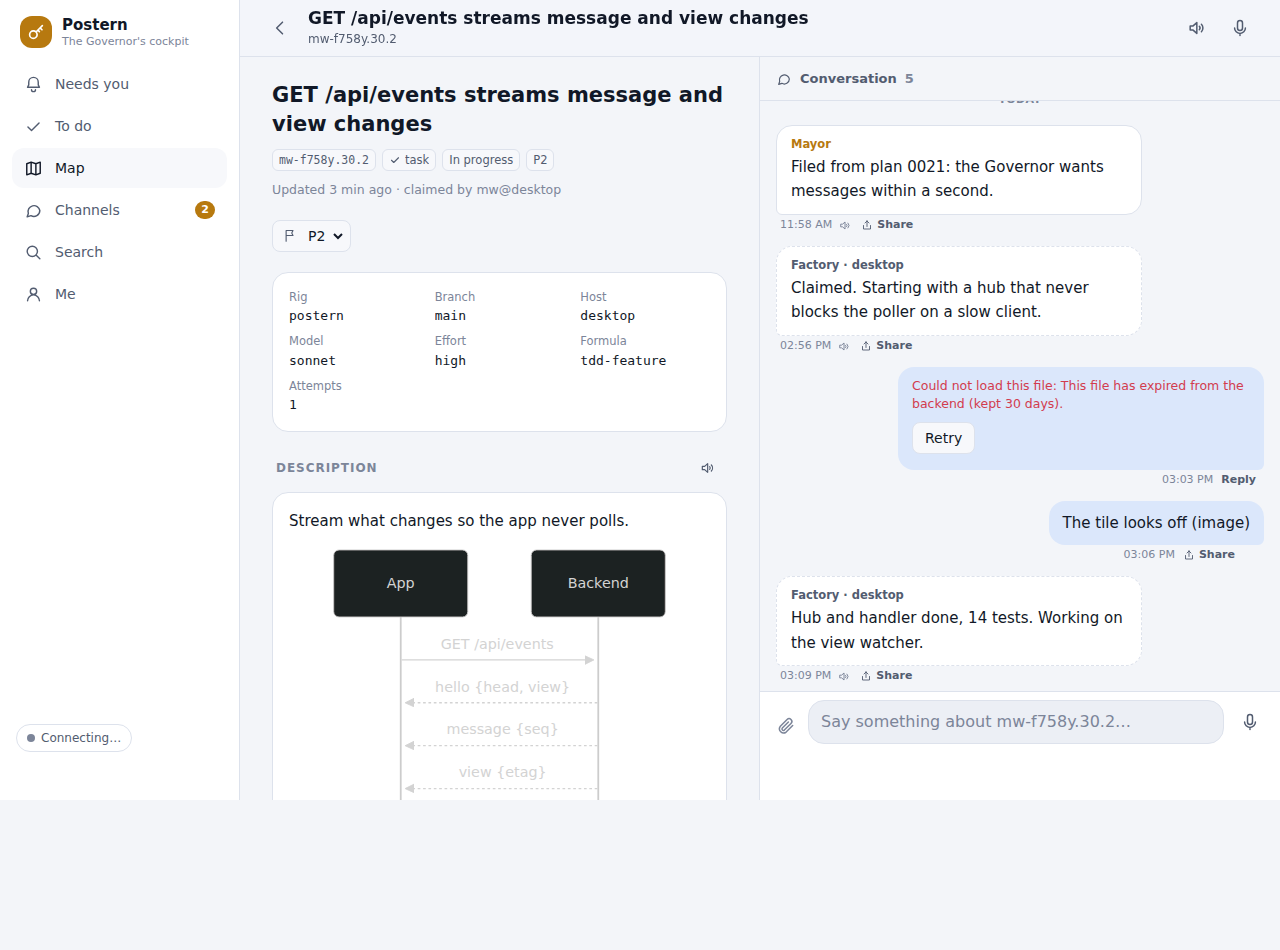 Postern
The Governor's cockpit
Needs you
To do
Map
Channels
2
Search
Me
Connecting…
GET /api/events streams message and view changes
mw-f758y.30.2
GET /api/events streams message and
view changes
mw-f758y.30.2
task
In progress
P2
Updated 3 min ago · claimed by mw@desktop
P2
Rig
Branch
Host
postern
main
desktop
Model
Effort
Formula
sonnet
high
tdd-feature
Attempts
1
DESCRIPTION
Stream what changes so the app never polls.
App
Backend
GET /api/events
hello {head, view}
message {seq}
view {etag}
Conversation 5
TODAY
Mayor
Filed from plan 0021: the Governor wants
messages within a second.
11:58 AM
Share
Factory · desktop
Claimed. Starting with a hub that never
blocks the poller on a slow client.
02:56 PM
Share
Could not load this file: This file has expired from the
backend (kept 30 days).
Retry
03:03 PM
Reply
The tile looks off (image)
03:06 PM
Share
Factory · desktop
Hub and handler done, 14 tests. Working on
the view watcher.
03:09 PM
Share
Say something about mw-f758y.30.2…